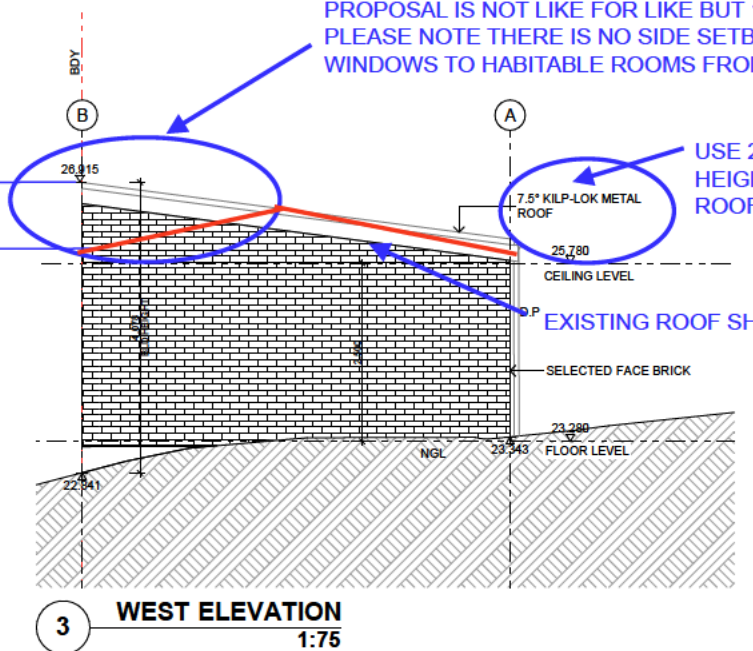 PROPOSAL IS NOT LIKE FOR LIKE BUT
PLEASE NOTE THERE IS NO SIDE SETB
WINDOWS TO HABITABLE ROOMS FRO
BDY
B
A
26.915
USE 2
HEIG
ROOF
7.5° KILP-LOK METAL
ROOF
25.780
CEILING LEVEL
D.P
EXISTING ROOF SH
SELECTED FACE BRICK
23.280
FLOOR LEVEL
NGL
23.343
22.841
3
WEST ELEVATION
1:75